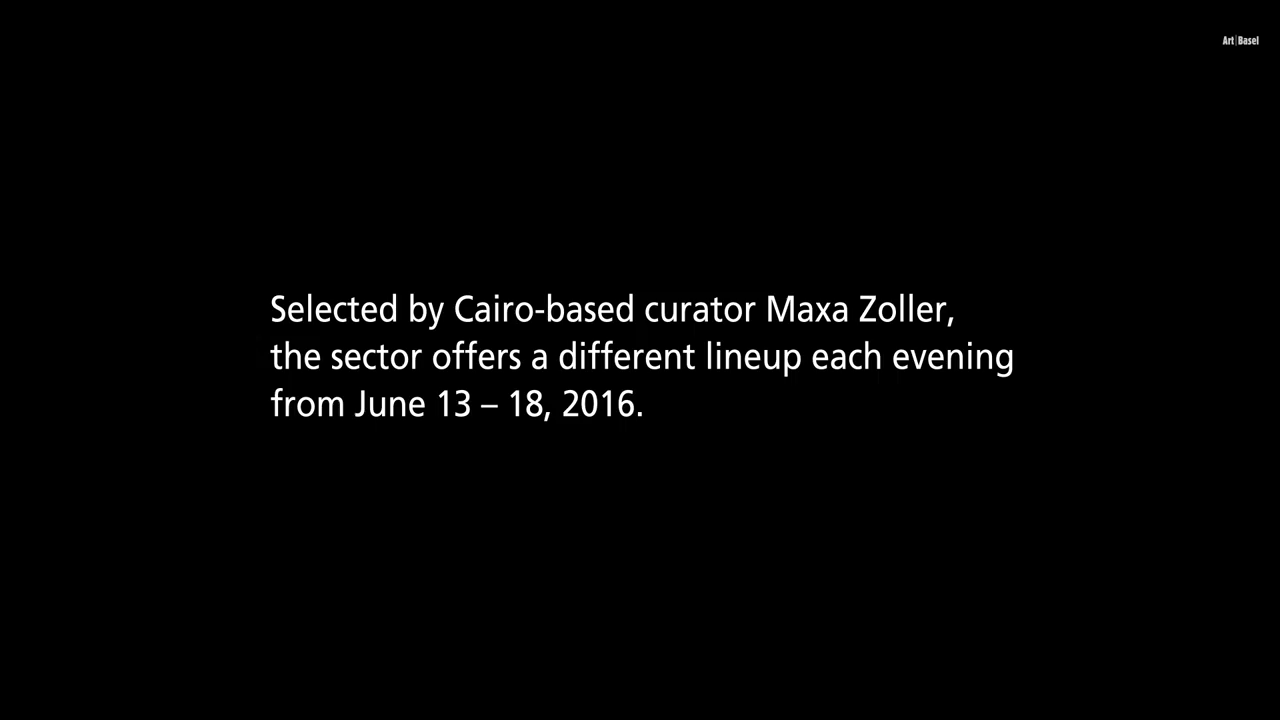 Art|Basel
Selected by Cairo-based curator Maxa Zoller,
the sector offers a different lineup each evening
from June 13 – 18, 2016.